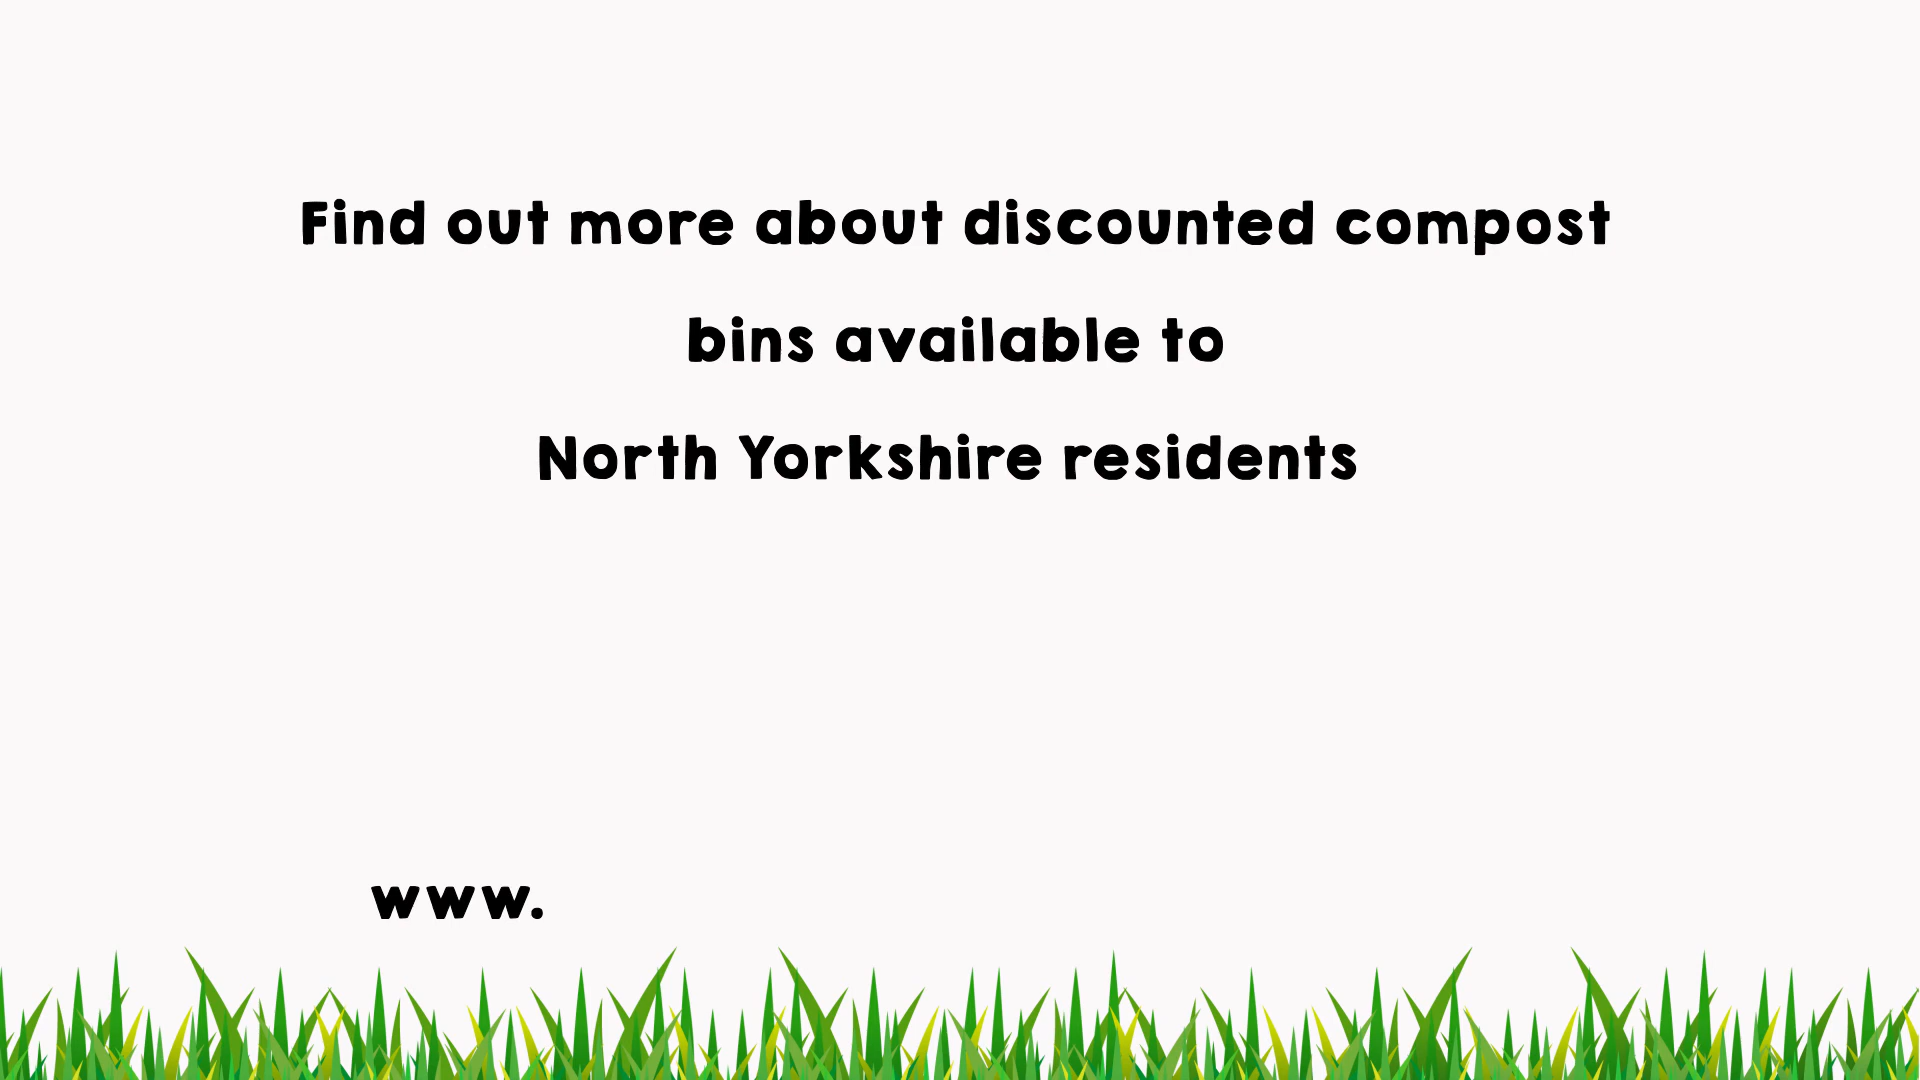 Find out more about discounted compost
bins available to
North Yorkshire residents
www.